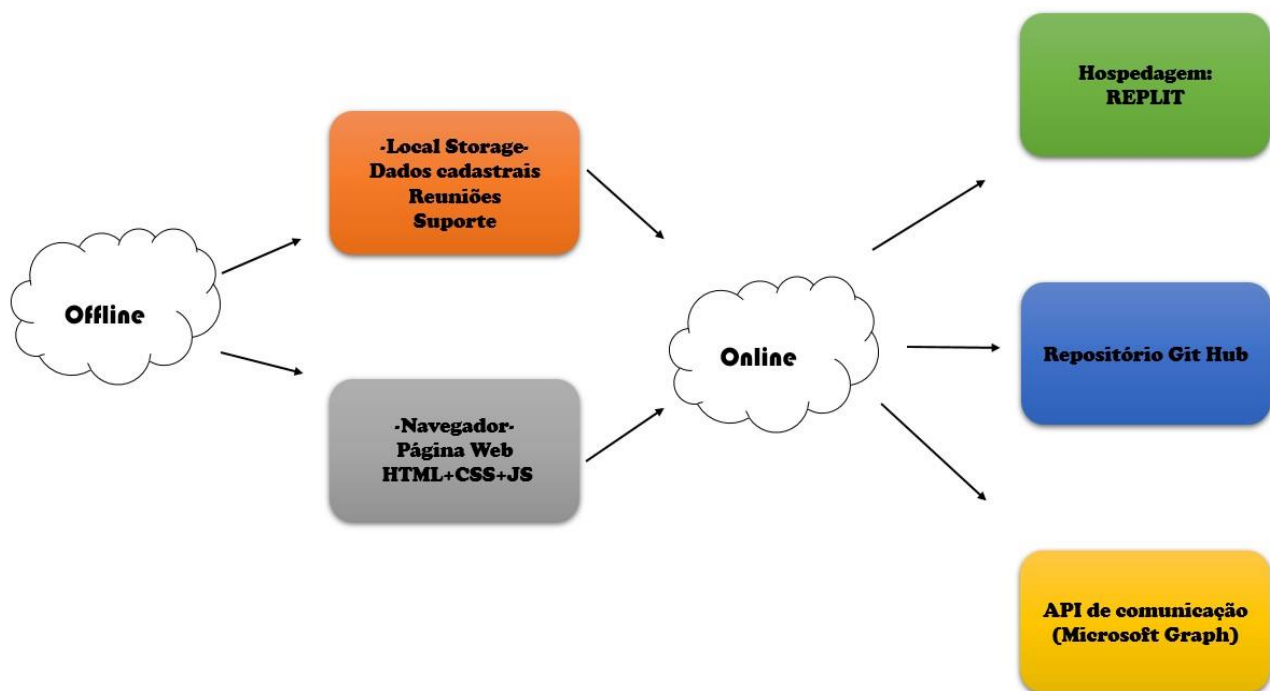 Offline
-Local Storage-
Dados cadastrais
Reuniões
Suporte
-Navegador-
Página Web
HTML+CSS+JS
Online
Hospedagem:
REPLIT
Repositório Git Hub
API de comunicação
(Microsoft Graph)